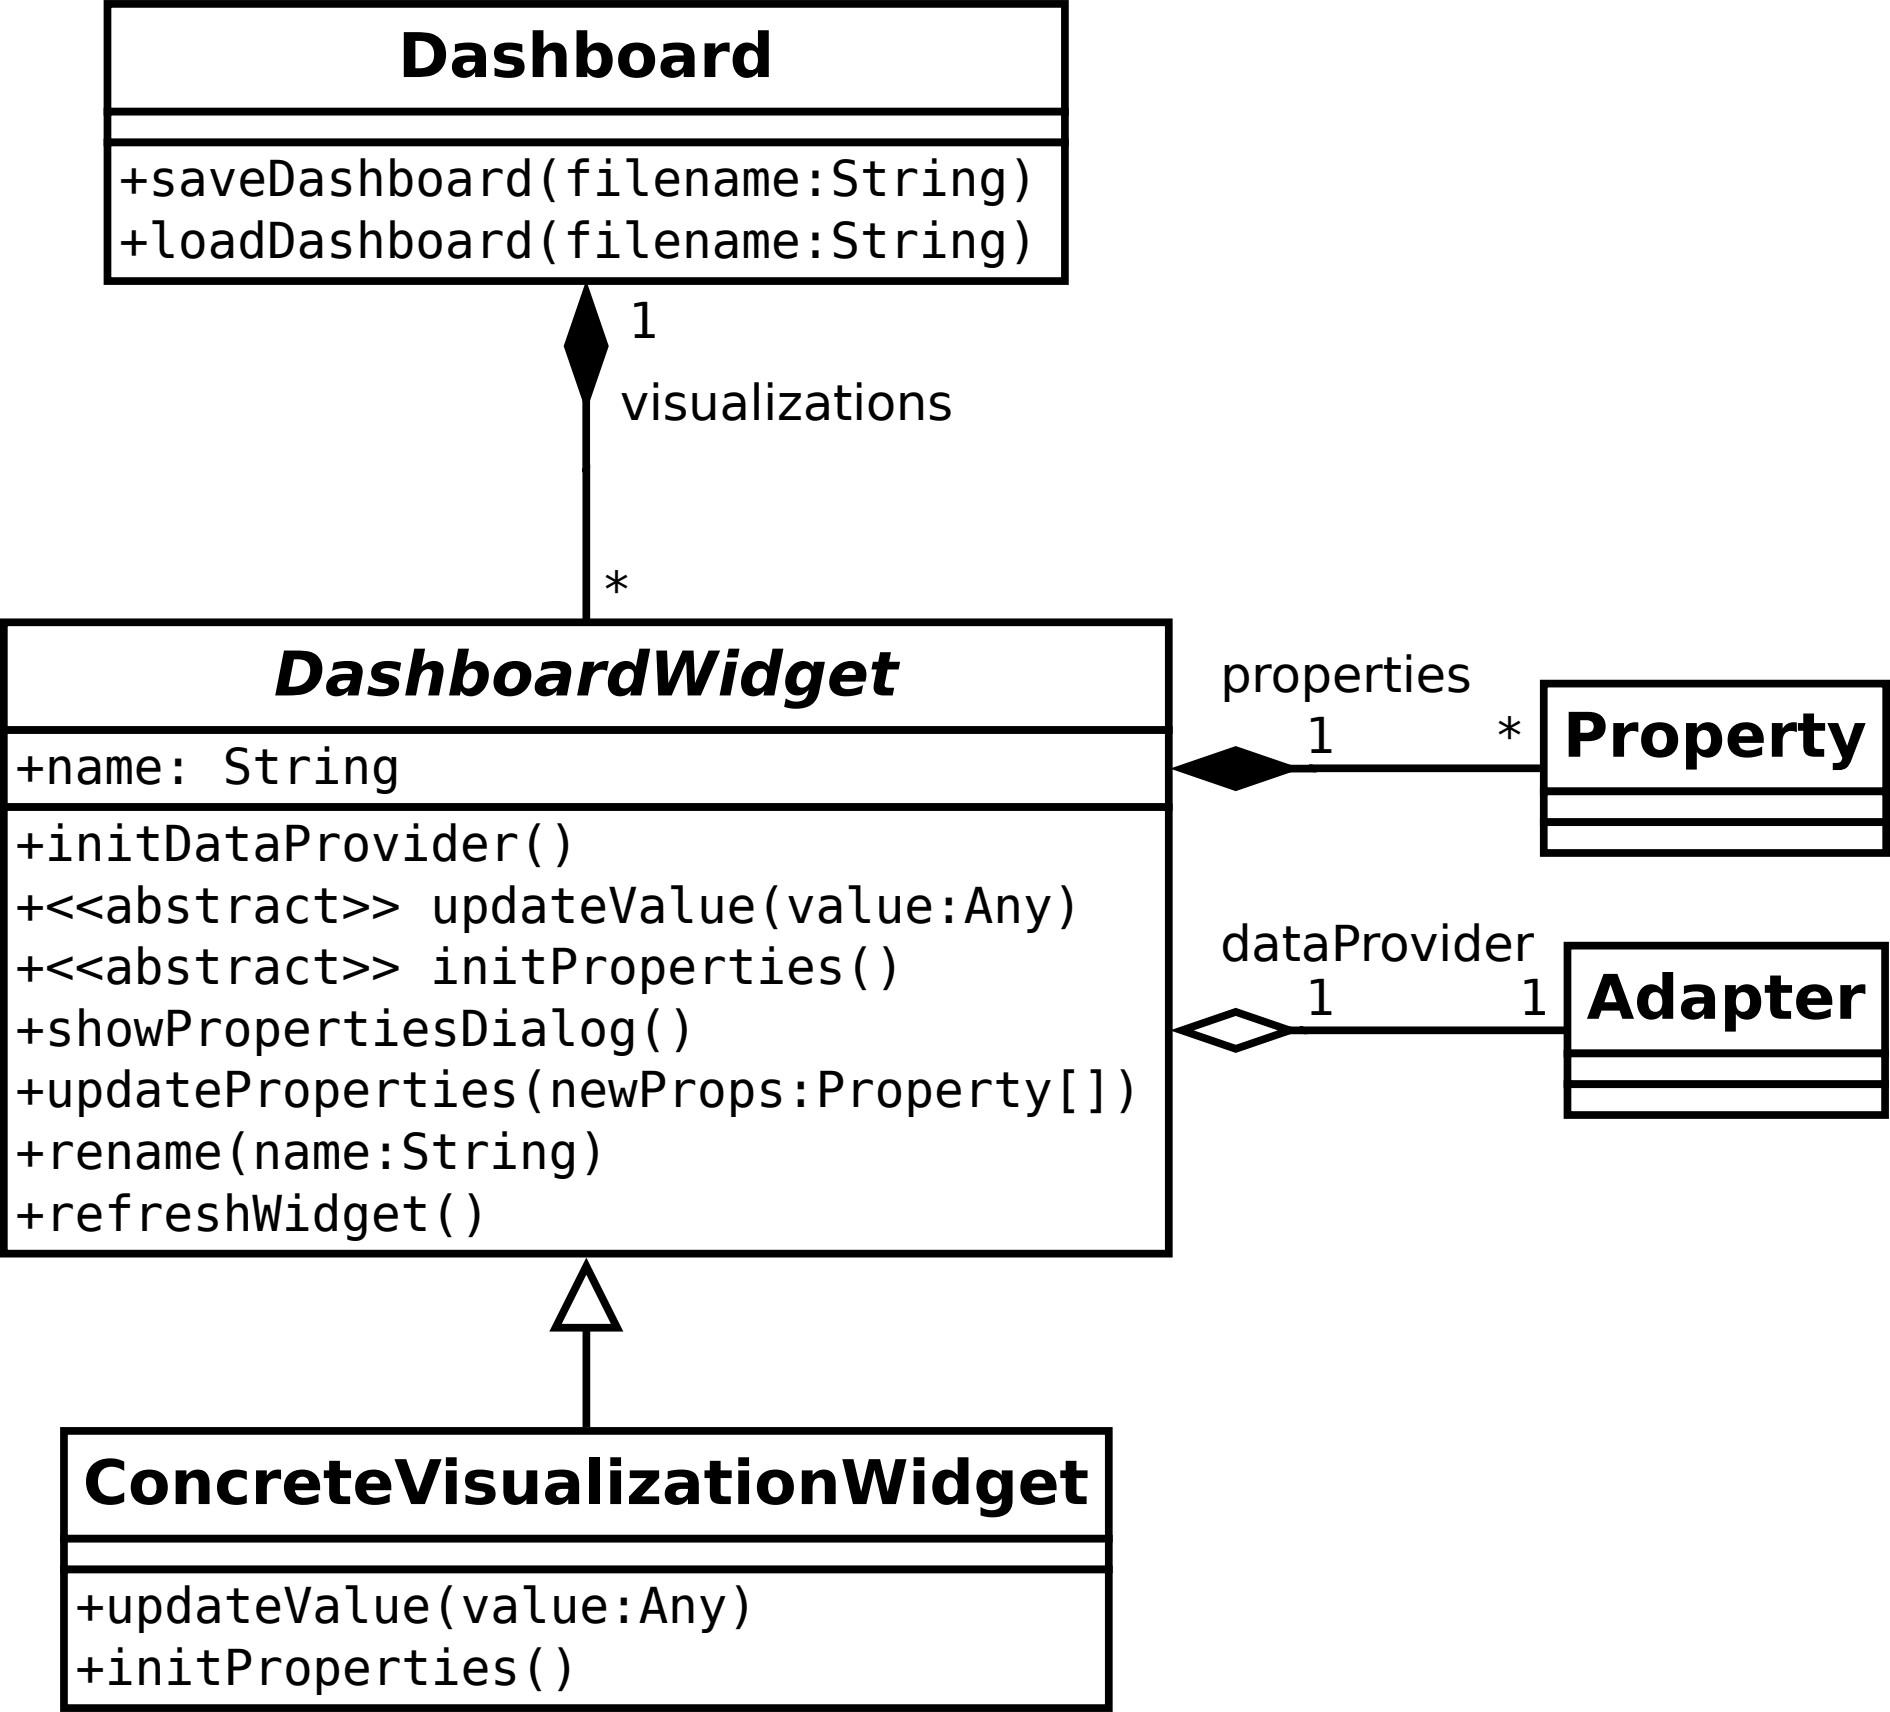 Dashboard
+saveDashboard(filename:String)
+loadDashboard(filename:String)
1
visualizations
*
DashboardWidget
+name: String
+initDataProvider()
+<<abstract>> updateValue(value:Any)
+<<abstract>> initProperties()
+showPropertiesDialog()
+updateProperties(newProps:Property[])
+rename(name:String)
+refreshWidget()
properties
1 *
Property
dataProvider
1 1
Adapter
ConcreteVisualizationWidget
+updateValue(value:Any)
+initProperties()